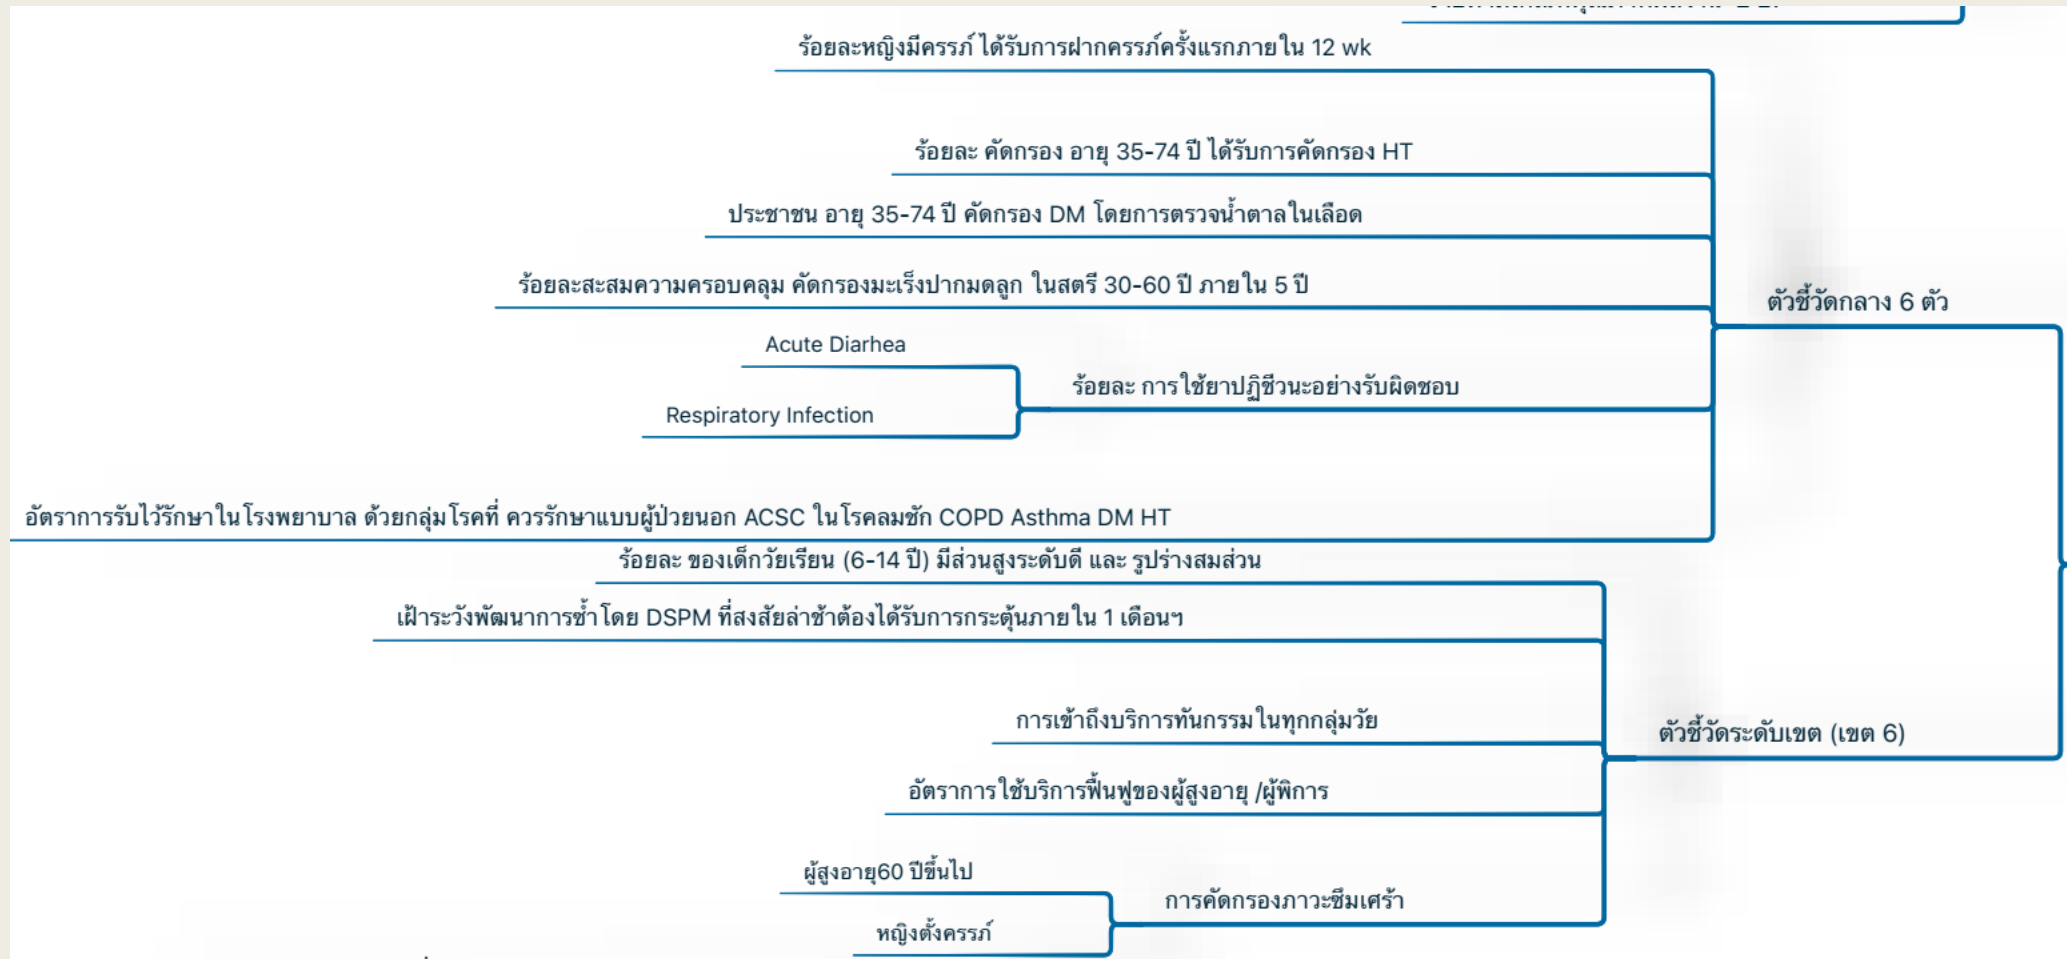 ร้อยละหญิงมีครรภ์ ได้รับการฝากครรภ์ครั้งแรกภายใน 12 wk
ร้อยละ คัดกรอง อายุ 35-74 ปี ได้รับการคัดกรอง HT
ประชาชน อายุ 35-74 ปี คัดกรอง DM โดยการตรวจน้ำตาลในเลือด
ร้อยละสะสมความครอบคลุม คัดกรองมะเร็งปากมดลูก ในสตรี 30-60 ปี ภายใน 5 ปี
ตัวชี้วัดกลาง 6 ตัว
Acute Diarhea
ร้อยละ การใช้ยาปฏิชีวนะอย่างรับผิดชอบ
Respiratory Infection
อัตราการรับไว้รักษาในโรงพยาบาล ด้วยกลุ่มโรคที่ ควรรักษาแบบผู้ป่วยนอก ACSC ในโรคลมชัก COPD Asthma DM HT
ร้อยละ ของเด็กวัยเรียน (6-14 ปี) มีส่วนสูงระดับดี และ รูปร่างสมส่วน
เฝ้าระวังพัฒนาการซ้ำโดย DSPM ที่สงสัยล่าช้าต้องได้รับการกระตุ้นภายใน 1 เดือนฯ
การเข้าถึงบริการทันกรรมในทุกกลุ่มวัย
ตัวชี้วัดระดับเขต (เขต 6)
อัตราการใช้บริการฟื้นฟูของผู้สูงอายุ /ผู้พิการ
ผู้สูงอายุ60 ปีขึ้นไป
การคัดกรองภาวะซึมเศร้า
หญิงตั้งครรภ์